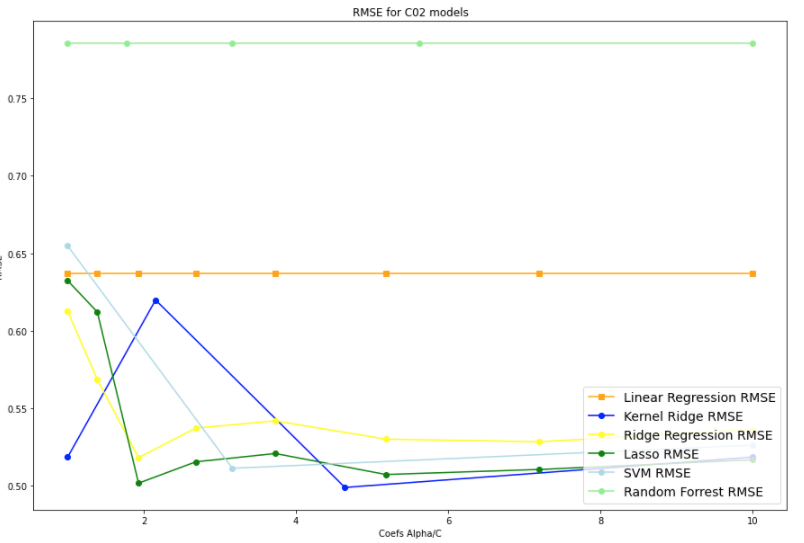 RMSE for C02 models
0.75
0.70
0.65
0.60
0.55
0.50
2
4
6
8
10
Coefs Alpha/C
Linear Regression RMSE
Kernel Ridge RMSE
Ridge Regression RMSE
Lasso RMSE
SVM RMSE
Random Forrest RMSE